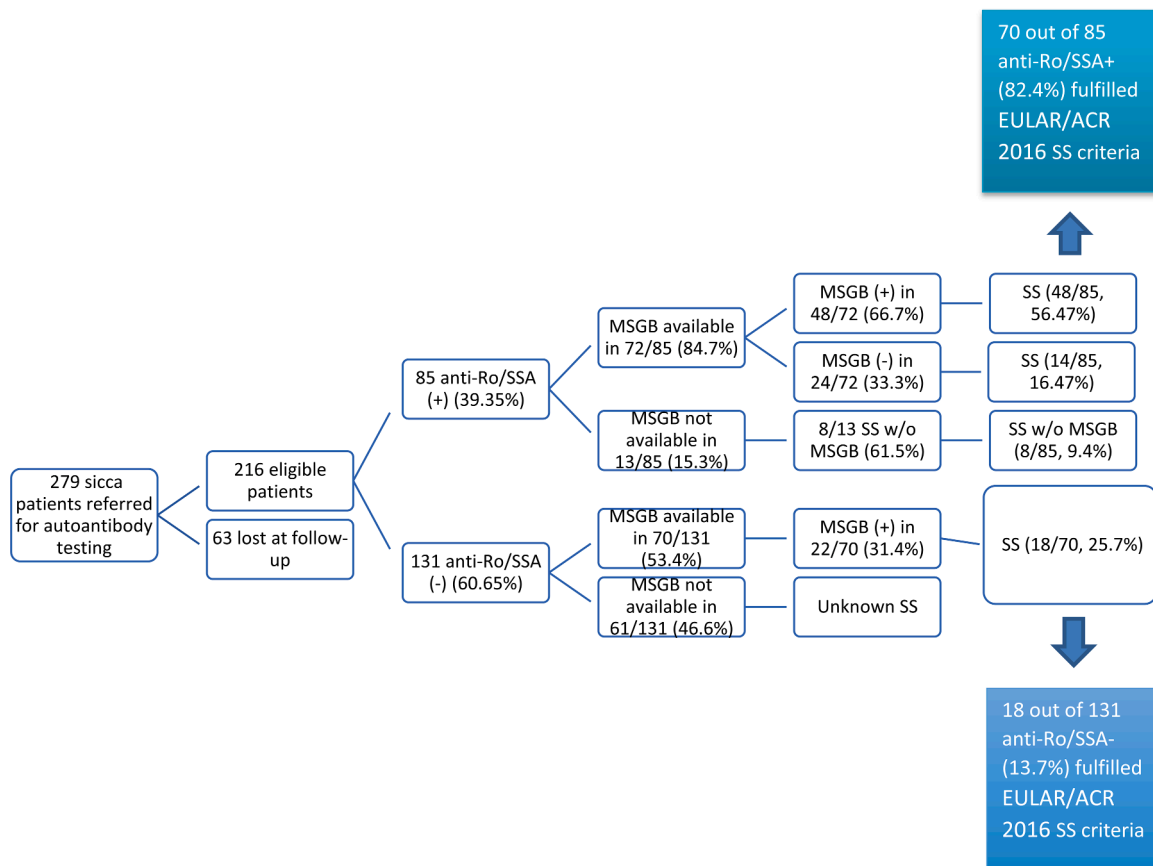 279 sicca
patients referred
for autoantibody
testing
216 eligible
patients
63 lost at follow-
up
85 anti-Ro/SSA
(+) (39.35%)
131 anti-Ro/SSA
(-) (60.65%)
MSGB available
in 72/85 (84.7%)
MSGB not
available in
13/85 (15.3%)
MSGB available
in 70/131
(53.4%)
MSGB not
available in
61/131 (46.6%)
MSGB (+) in
48/72 (66.7%)
MSGB (-) in
24/72 (33.3%)
8/13 SS w/o
MSGB (61.5%)
MSGB (+) in
22/70 (31.4%)
Unknown SS
SS (48/85,
56.47%)
SS (14/85,
16.47%)
SS w/o MSGB
(8/85, 9.4%)
SS (18/70, 25.7%)
70 out of 85
anti-Ro/SSA+
(82.4%) fulfilled
EULAR/ACR
2016 SS criteria
18 out of 131
anti-Ro/SSA-
(13.7%) fulfilled
EULAR/ACR
2016 SS criteria